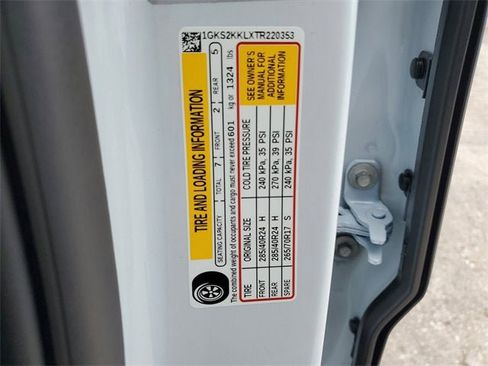 1GKS2KKLXTR220353
TIRE AND LOADING INFORMATION
SEATING CAPACITY TOTAL 7 FRONT 2 REAR 5
The combined weight of occupants and cargo must never exceed 601 kg or 1324 lbs
TIRE ORIGINAL SIZE COLD TIRE PRESSURE
FRONT 285/40R24 H 240 kPa, 35 PSI
REAR 285/40R24 H 270 kPa, 39 PSI
SPARE 265/70R17 S 240 kPa, 35 PSI
SEE OWNER'S
MANUAL FOR
ADDITIONAL
INFORMATION